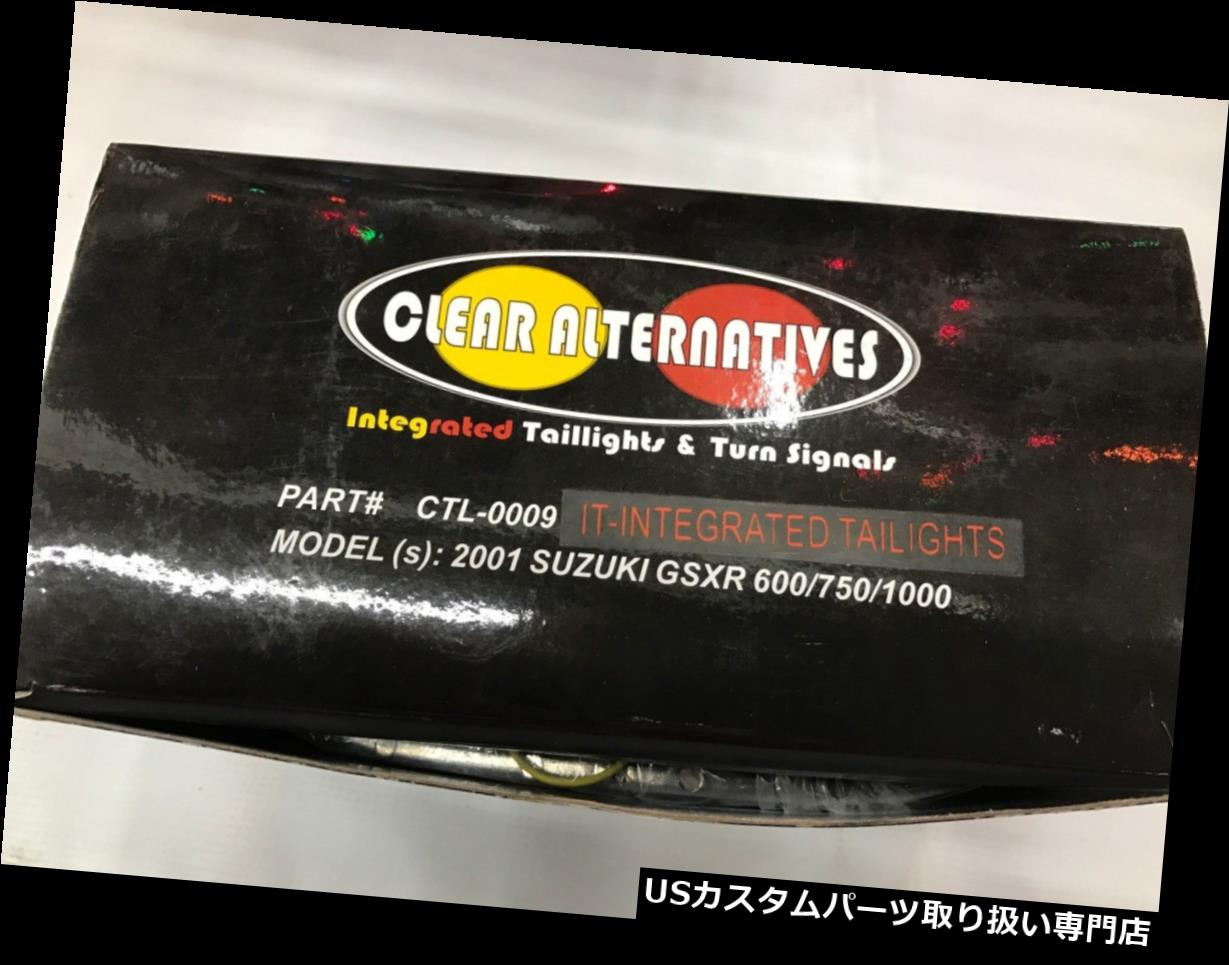 CLEAR ALTERNATIVES
Integrated Taillights & Turn Signals
PART# CTL-0009 IT-INTEGRATED TAILIGHTS
MODEL (s): 2001 SUZUKI GSXR 600/750/1000
USカスタムパーツ取り扱い専門店